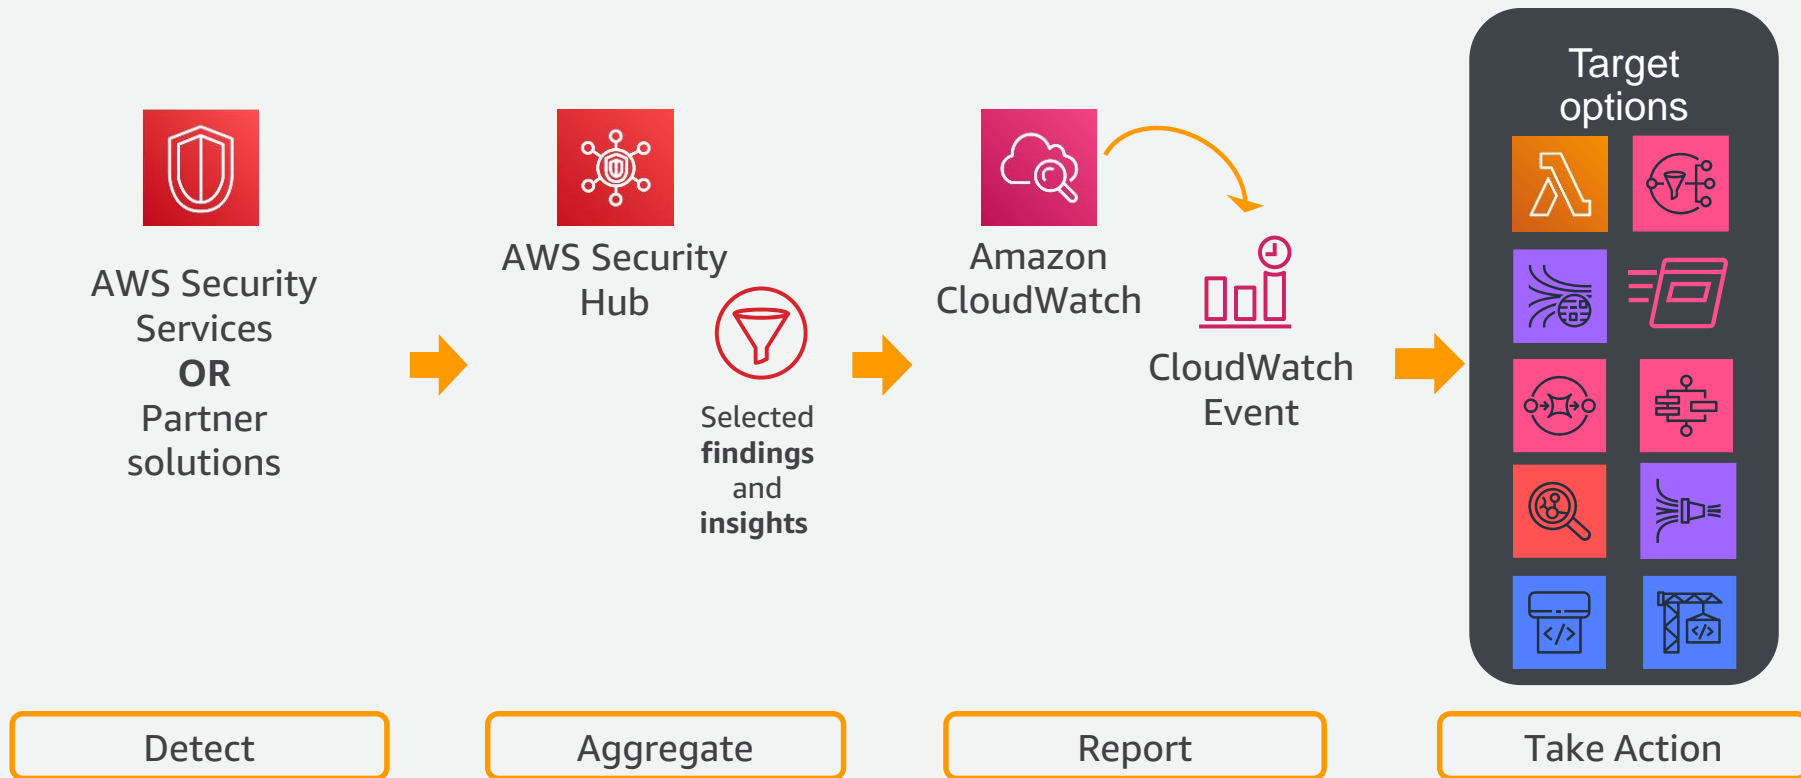 AWS Security
Services
OR
Partner
solutions
AWS Security
Hub
Selected
findings
and
insights
Amazon
CloudWatch
CloudWatch
Event
Target
options
</>
</>
Detect
Aggregate
Report
Take Action